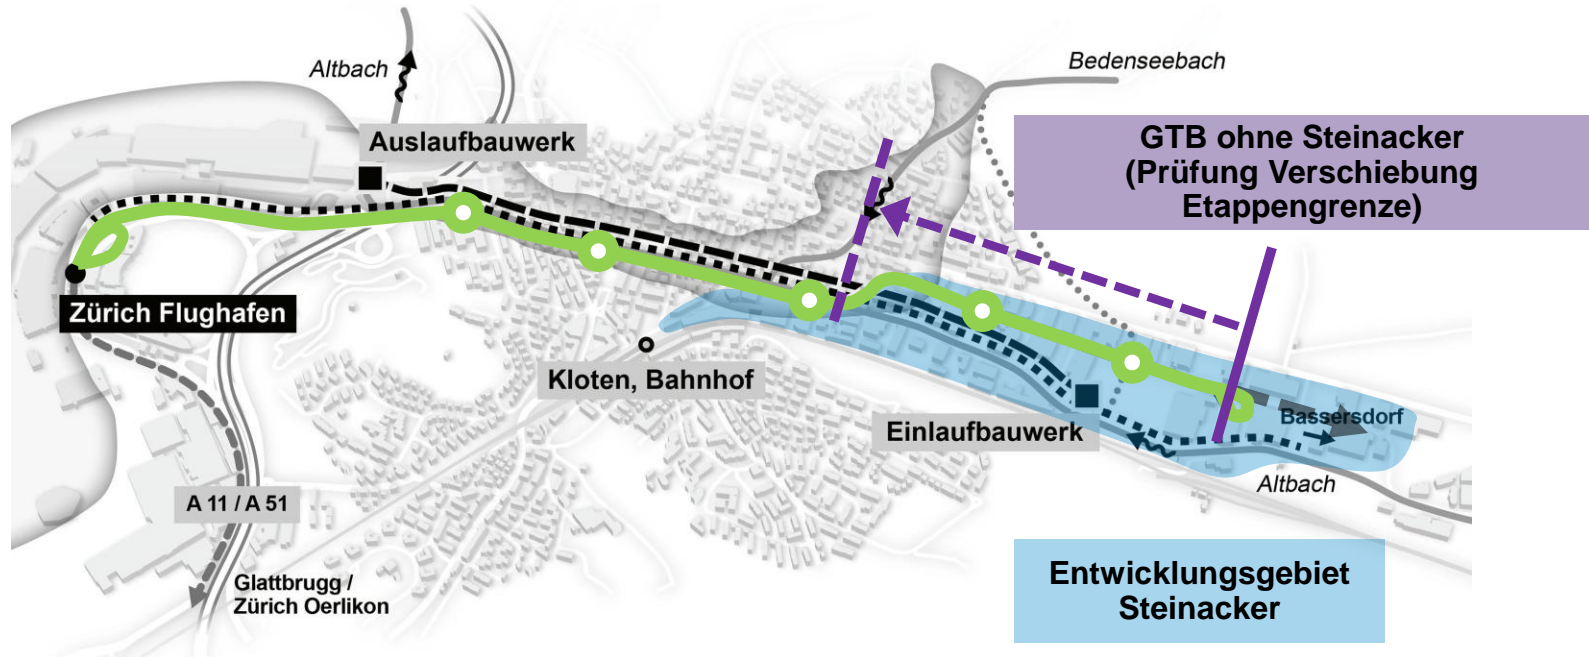 Altbach
Bedenseebach
Auslaufbauwerk
GTB ohne Steinacker
(Prüfung Verschiebung
Etappengrenze)
Zürich Flughafen
Kloten, Bahnhof
Einlaufbauwerk
Bassersdorf
Altbach
A 11 / A 51
Glattbrugg /
Zürich Oerlikon
Entwicklungsgebiet
Steinacker